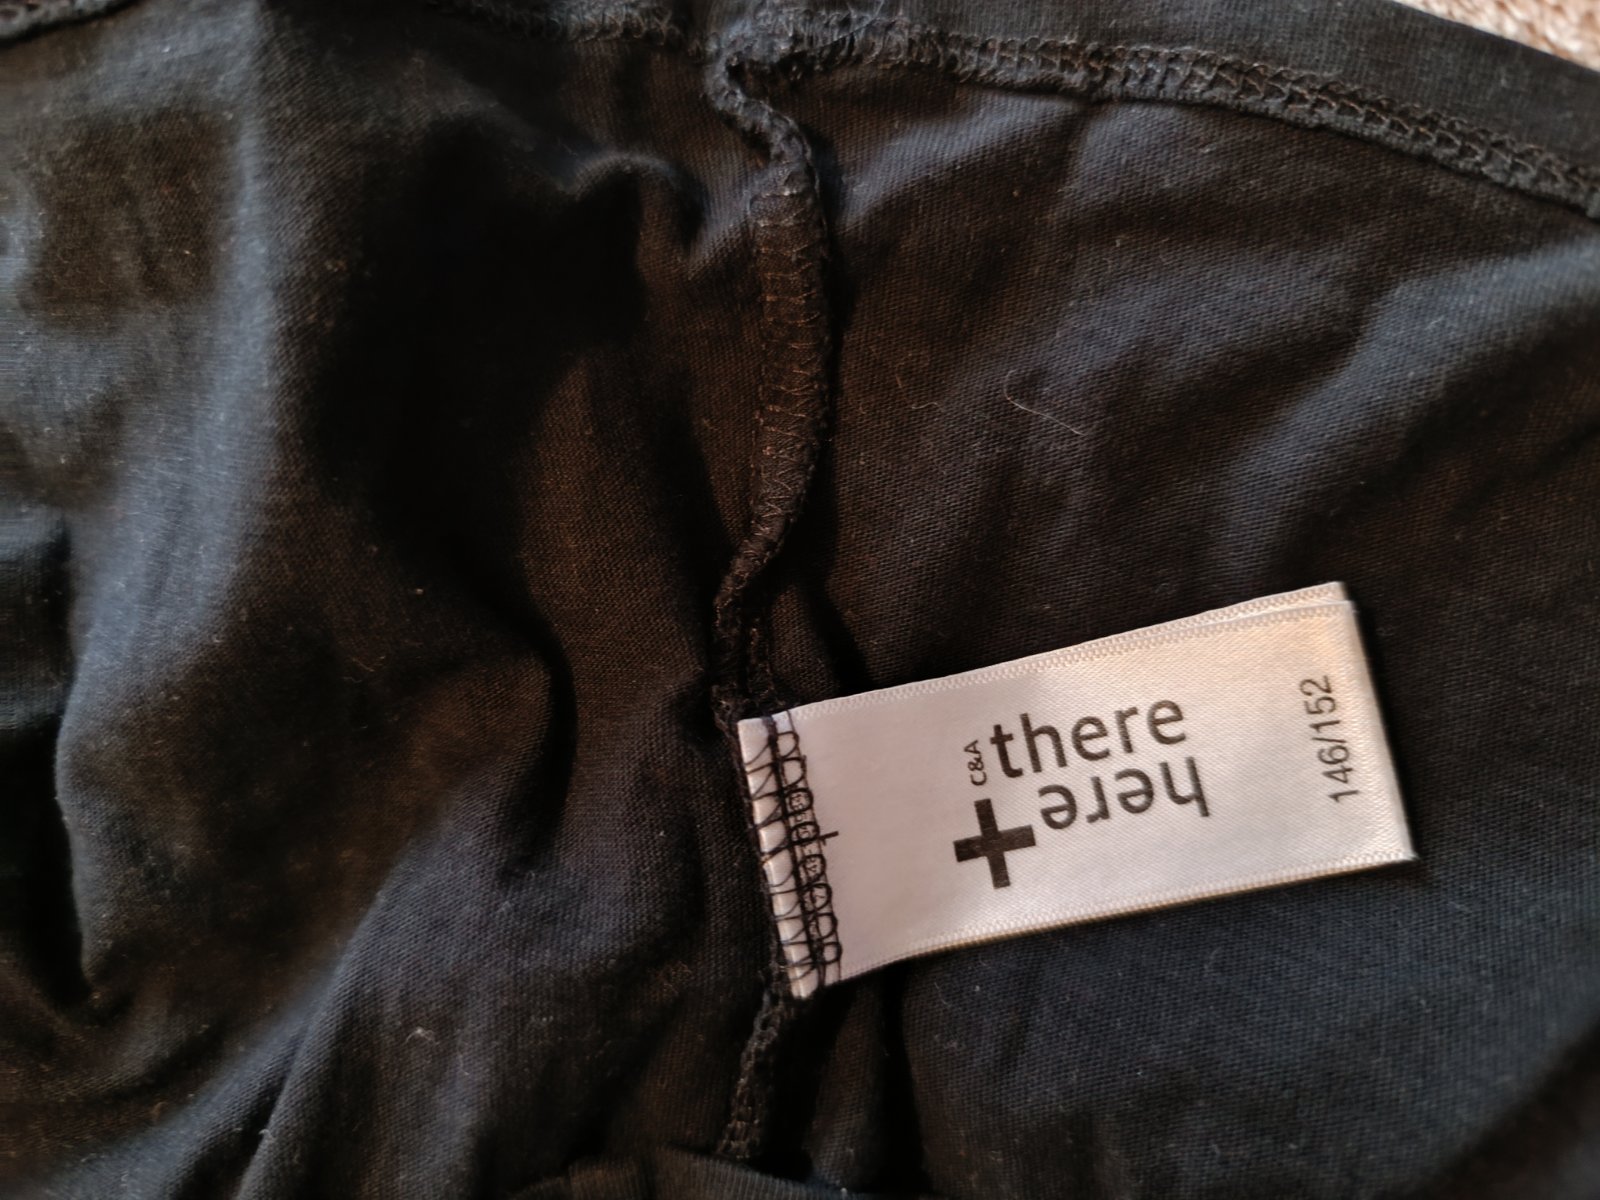 C&A
there
+ here
146/152